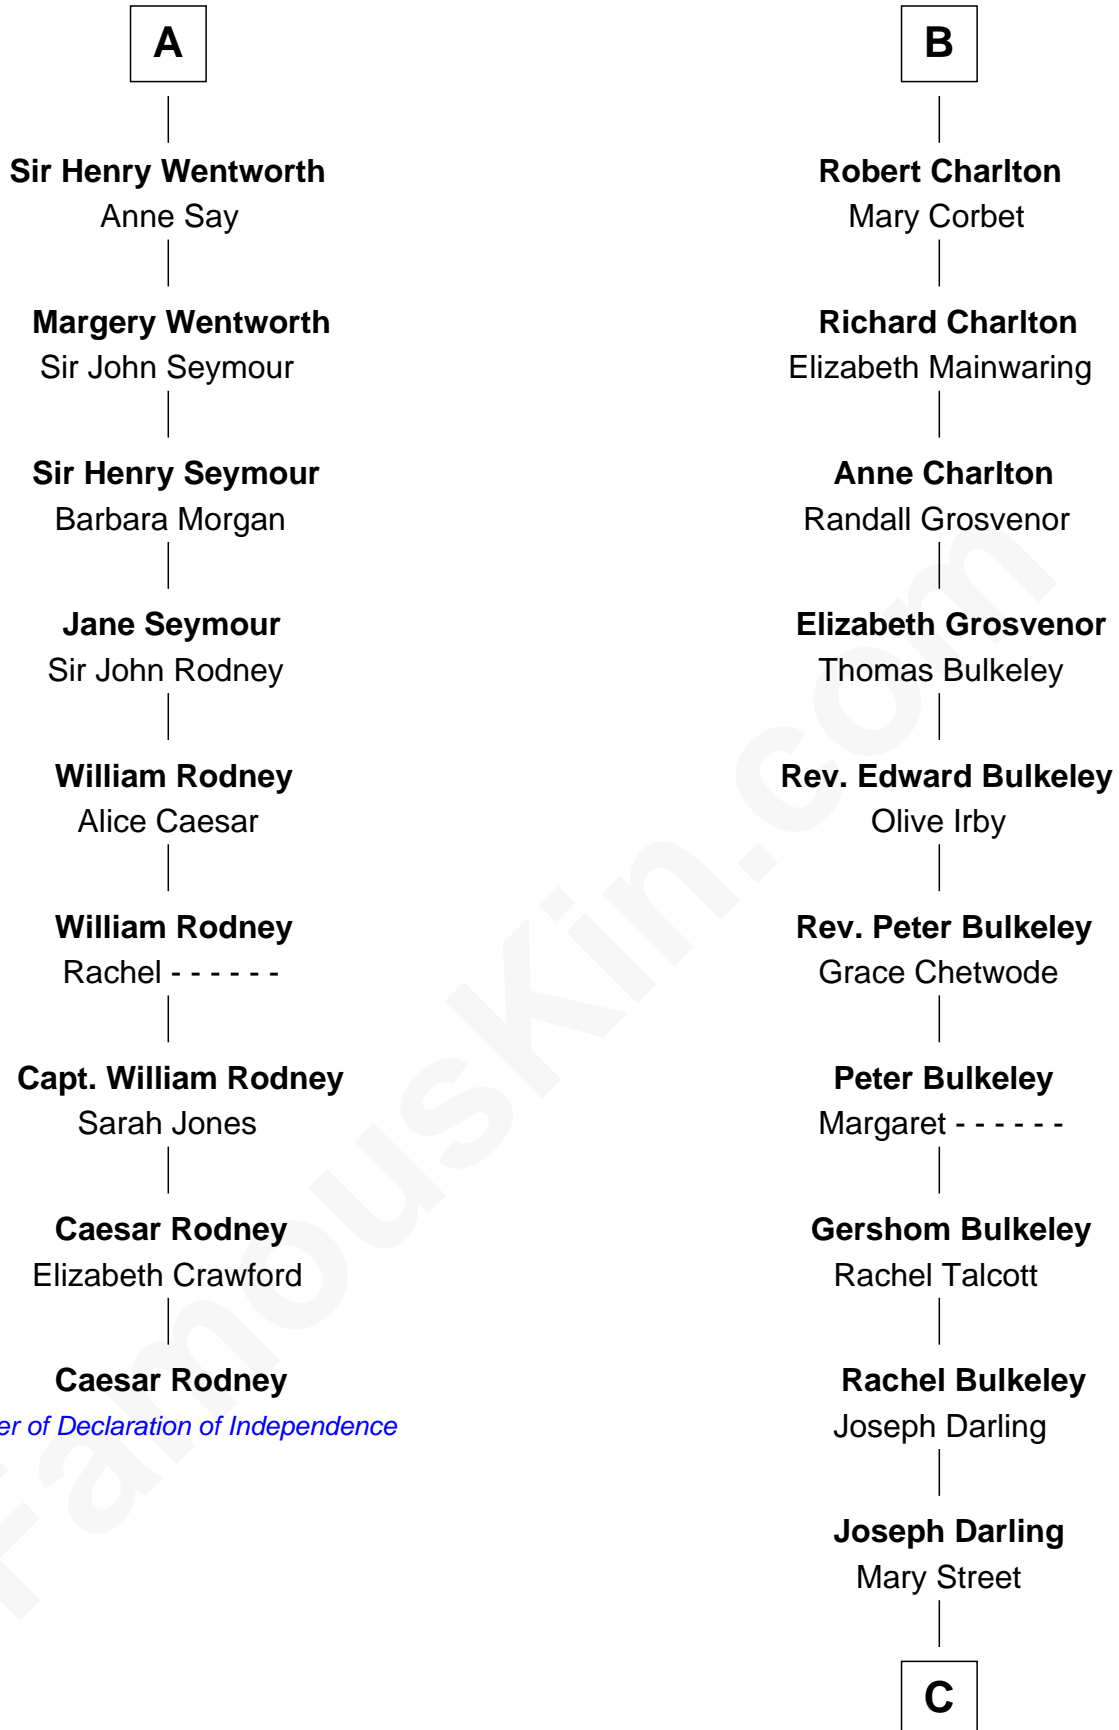 A
Sir Henry Wentworth
Anne Say
Margery Wentworth
Sir John Seymour
Sir Henry Seymour
Barbara Morgan
Jane Seymour
Sir John Rodney
William Rodney
Alice Caesar
William Rodney
Rachel - - - - - -
Capt. William Rodney
Sarah Jones
Caesar Rodney
Elizabeth Crawford
Caesar Rodney
of Declaration of Independence
B
Robert Charlton
Mary Corbet
Richard Charlton
Elizabeth Mainwaring
Anne Charlton
Randall Grosvenor
Elizabeth Grosvenor
Thomas Bulkeley
Rev. Edward Bulkeley
Olive Irby
Rev. Peter Bulkeley
Grace Chetwode
Peter Bulkeley
Margaret - - - - - -
Gershom Bulkeley
Rachel Talcott
Rachel Bulkeley
Joseph Darling
Joseph Darling
Mary Street
C
FamousKin.com